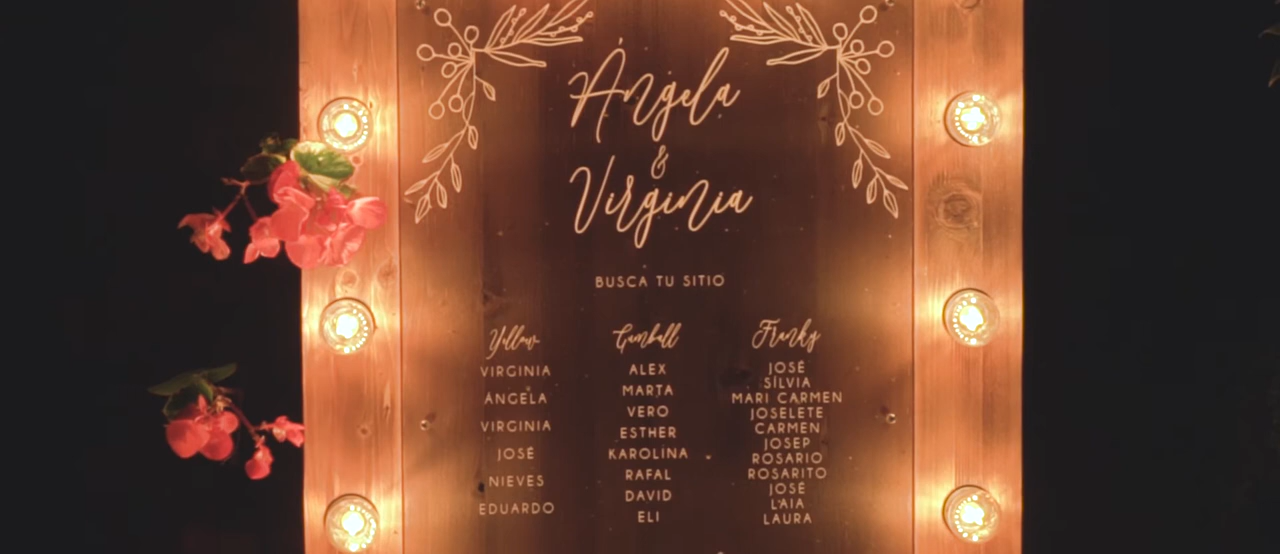 Ángela
&
Virginia
BUSCA TU SITIO
Yellow
VIRGINIA
ÁNGELA
VIRGINIA
JOSÉ
NIEVES
EDUARDO
Gumball
ALEX
MARTA
VERO
ESTHER
KAROLINA
RAFAL
DAVID
ELI
Franky
JOSÉ
SÍLVIA
MARI CARMEN
JOSELETE
CARMEN
JOSEP
ROSARIO
ROSARITO
JOSÉ
L'AIA
LAURA